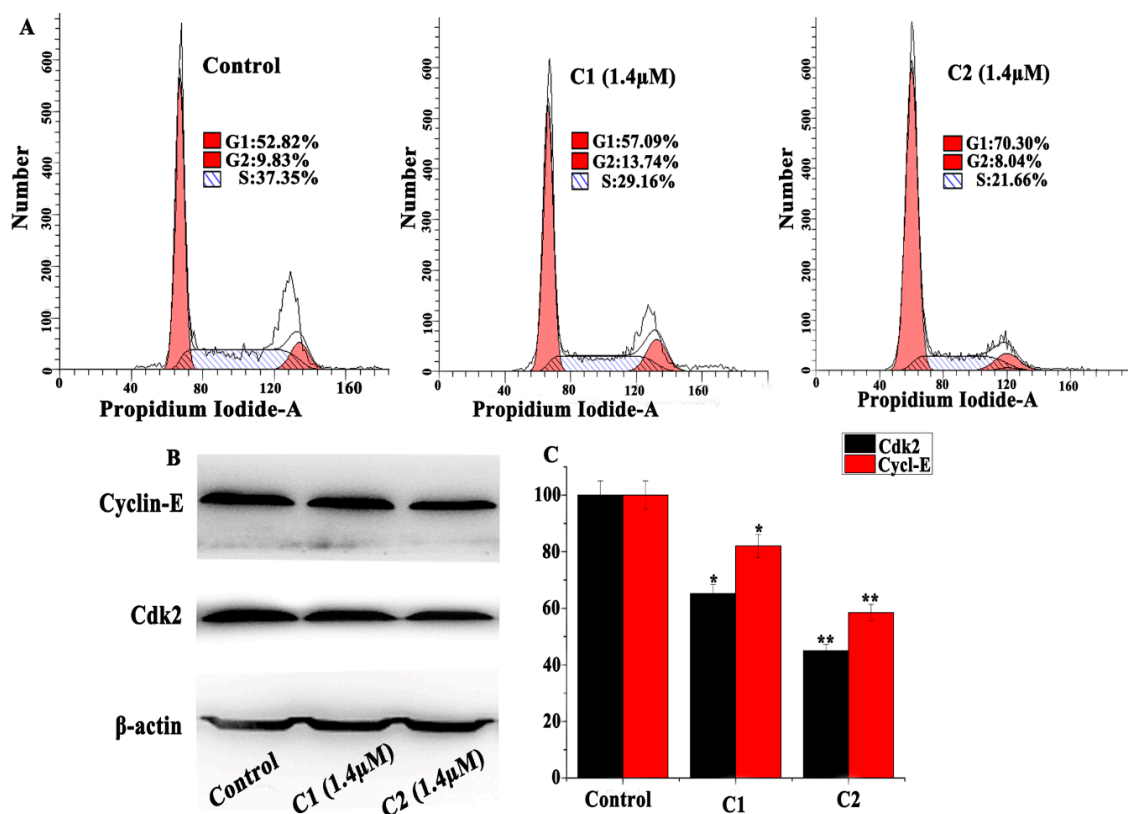 A
Control
G1:52.82%
G2:9.83%
S:37.35%
Number
0 100 200 300 400 500 600
0 40 80 120 160
Propidium Iodide-A
C1 (1.4µM)
G1:57.09%
G2:13.74%
S:29.16%
Number
0 100 200 300 400 500 600
0 40 80 120 160
Propidium Iodide-A
C2 (1.4µM)
G1:70.30%
G2:8.04%
S:21.66%
Number
0 100 200 300 400 500 600
0 40 80 120 160
Propidium Iodide-A
B
Cyclin-E
Cdk2
β-actin
Control
C1 (1.4µM)
C2 (1.4µM)
C
Cdk2
Cycl-E
100
80
60
40
20
0
* *
** **
Control C1 C2